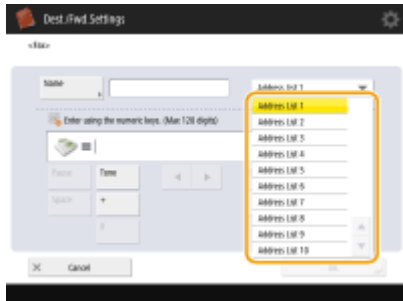 Dest./Fwd. Settings
<Fax>
Name
Address List 1
Address List 1
Address List 2
Address List 3
Address List 4
Address List 5
Address List 6
Address List 7
Address List 8
Address List 9
Address List 10
Enter using the numeric keys. (Max 120 digits)
=
Pause
Tone
Space
+
R
Cancel
OK